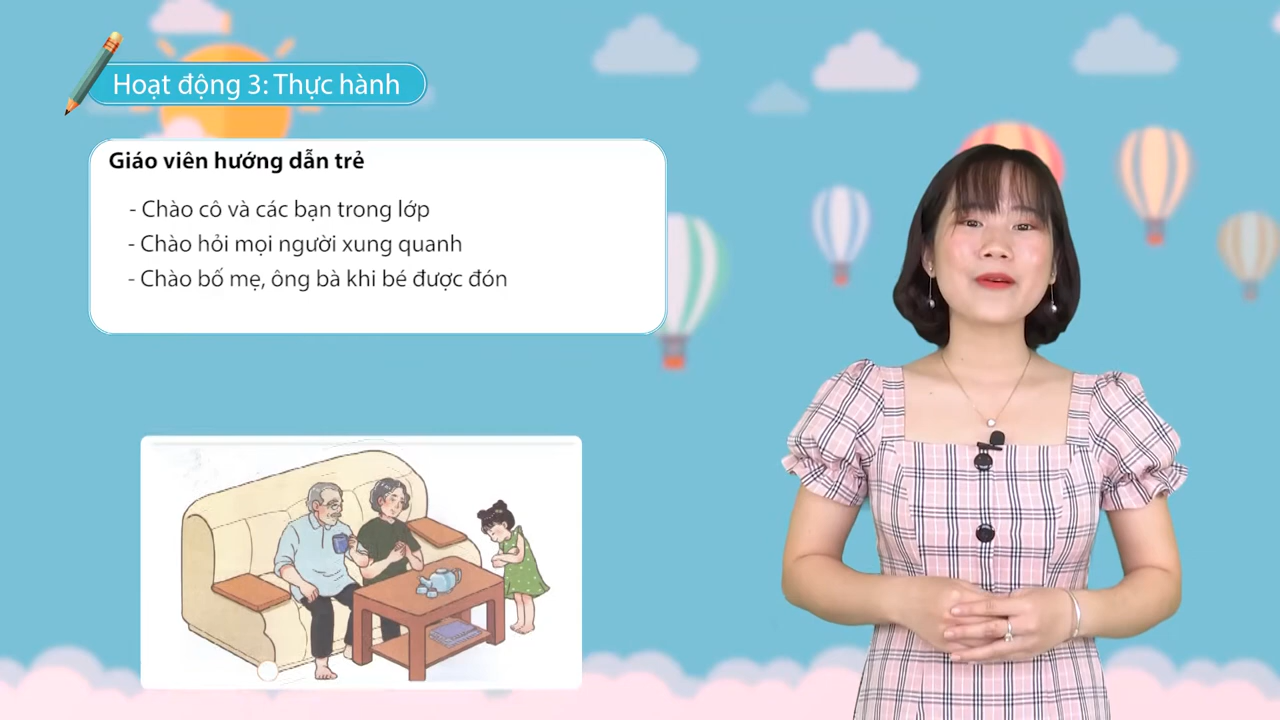 Hoạt động 3: Thực hành
Giáo viên hướng dẫn trẻ
- Chào cô và các bạn trong lớp
- Chào hỏi mọi người xung quanh
- Chào bố mẹ, ông bà khi bé được đón